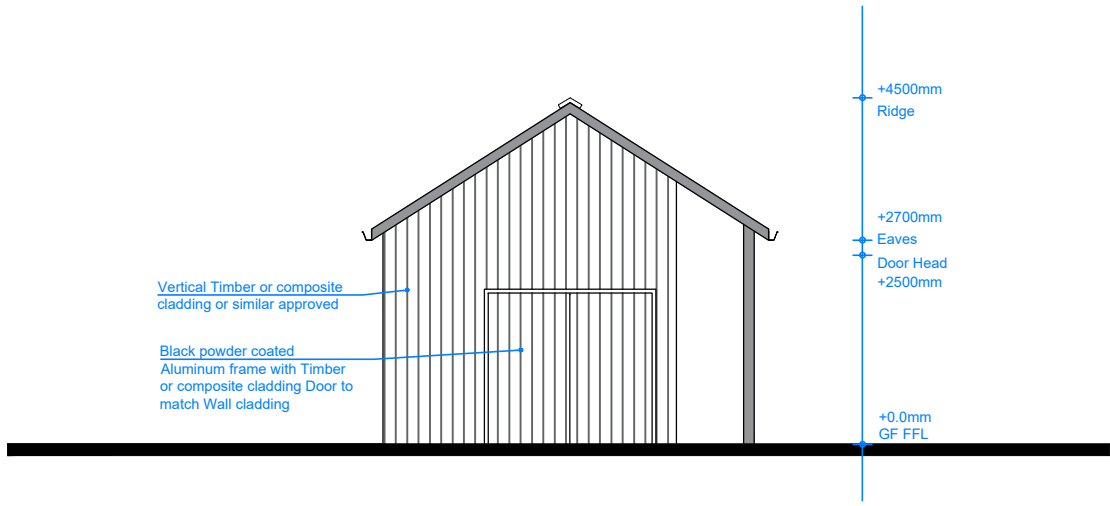 +4500mm
Ridge
+2700mm
Eaves
Door Head
+2500mm
Vertical Timber or composite
cladding or similar approved
Black powder coated
Aluminum frame with Timber
or composite cladding Door to
match Wall cladding
+0.0mm
GF FFL